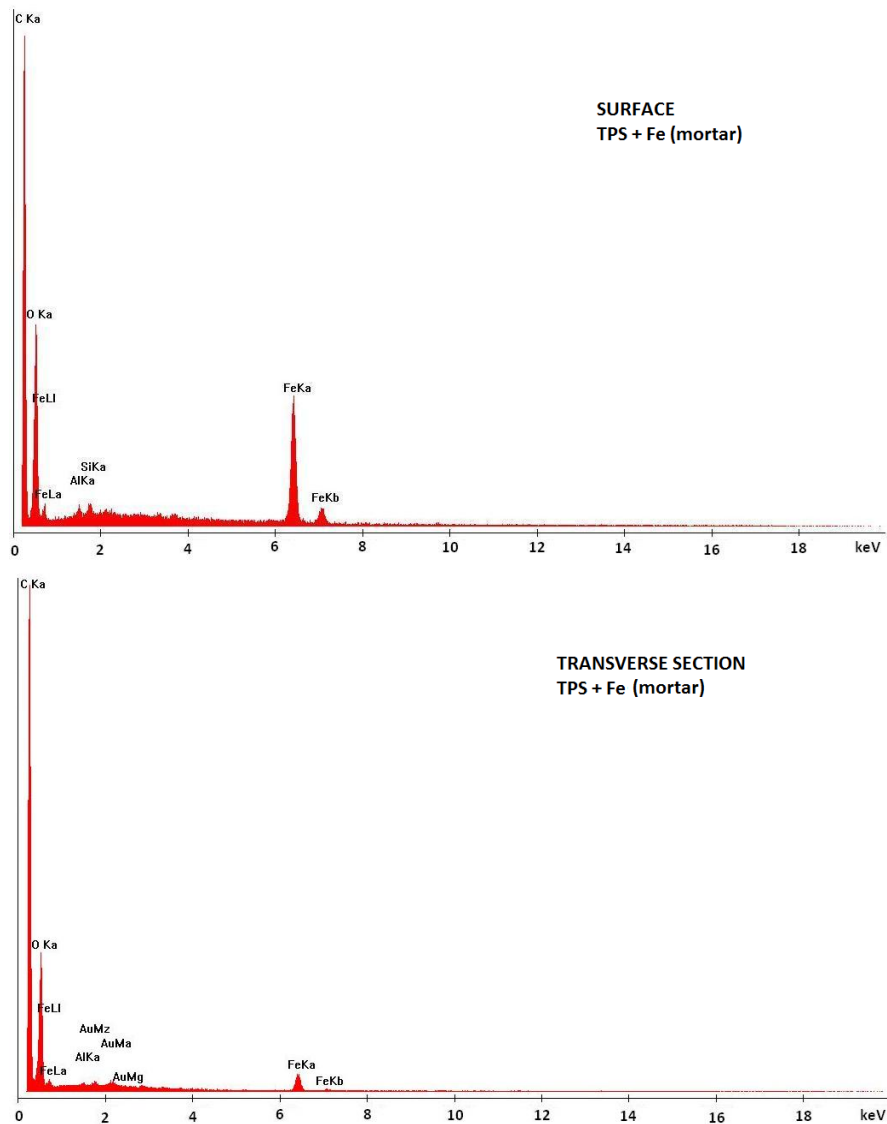 C Ka
SURFACE
TPS + Fe (mortar)
O Ka
FeKa
FeLl
SiKa
AlKa
FeLa
FeKb
0 2 4 6 8 10 12 14 16 18 keV
C Ka
TRANSVERSE SECTION
TPS + Fe (mortar)
O Ka
FeLl
AuMz
AuMa
AlKa
FeLa
AuMg
FeKa
FeKb
0 2 4 6 8 10 12 14 16 18 keV